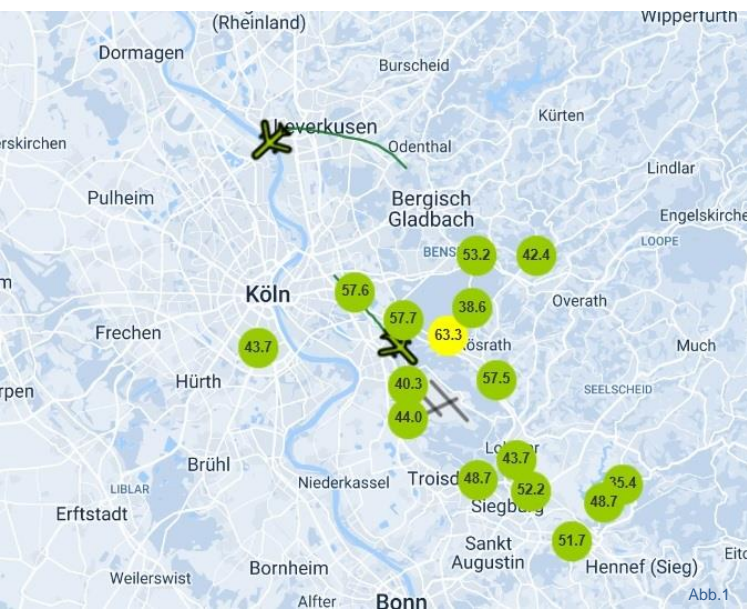 Wipperfürth
(Rheinland)
Dormagen
Burscheid
Leverkusen
Kürten
Odenthal
erskirchen
Lindlar
Pulheim
Bergisch
Gladbach
Engelskirche
LOOPE
BENS
53.2
42.4
57.6
Köln
38.6
Overath
57.7
63.3
Frechen
ösrath
43.7
Much
Hürth
57.5
40.3
SEELSCHEID
rpen
44.0
Brühl
43.7
Niederkassel
Troisd
48.7
35.4
LIBLAR
52.2
48.7
Siegburg
Erftstadt
51.7
Sankt
Augustin
Hennef (Sieg)
Eito
Bornheim
Weilerswist
Abb.1
Alfter
Bonn